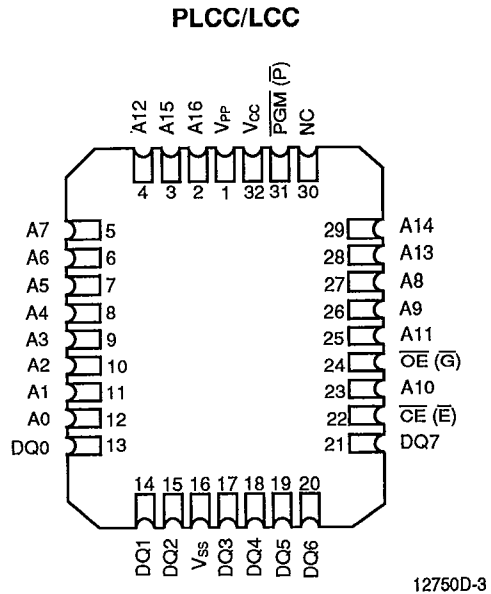 PLCC/LCC
A12 A15 A16 VPP VCC PGM (P) NC
4 3 2 1 32 31 30
A7 5 29 A14
A6 6 28 A13
A5 7 27 A8
A4 8 26 A9
A3 9 25 A11
A2 10 24 OE (G)
A1 11 23 A10
A0 12 22 CE (E)
DQ0 13 21 DQ7
14 15 16 17 18 19 20
DQ1 DQ2 VSS DQ3 DQ4 DQ5 DQ6
12750D-3